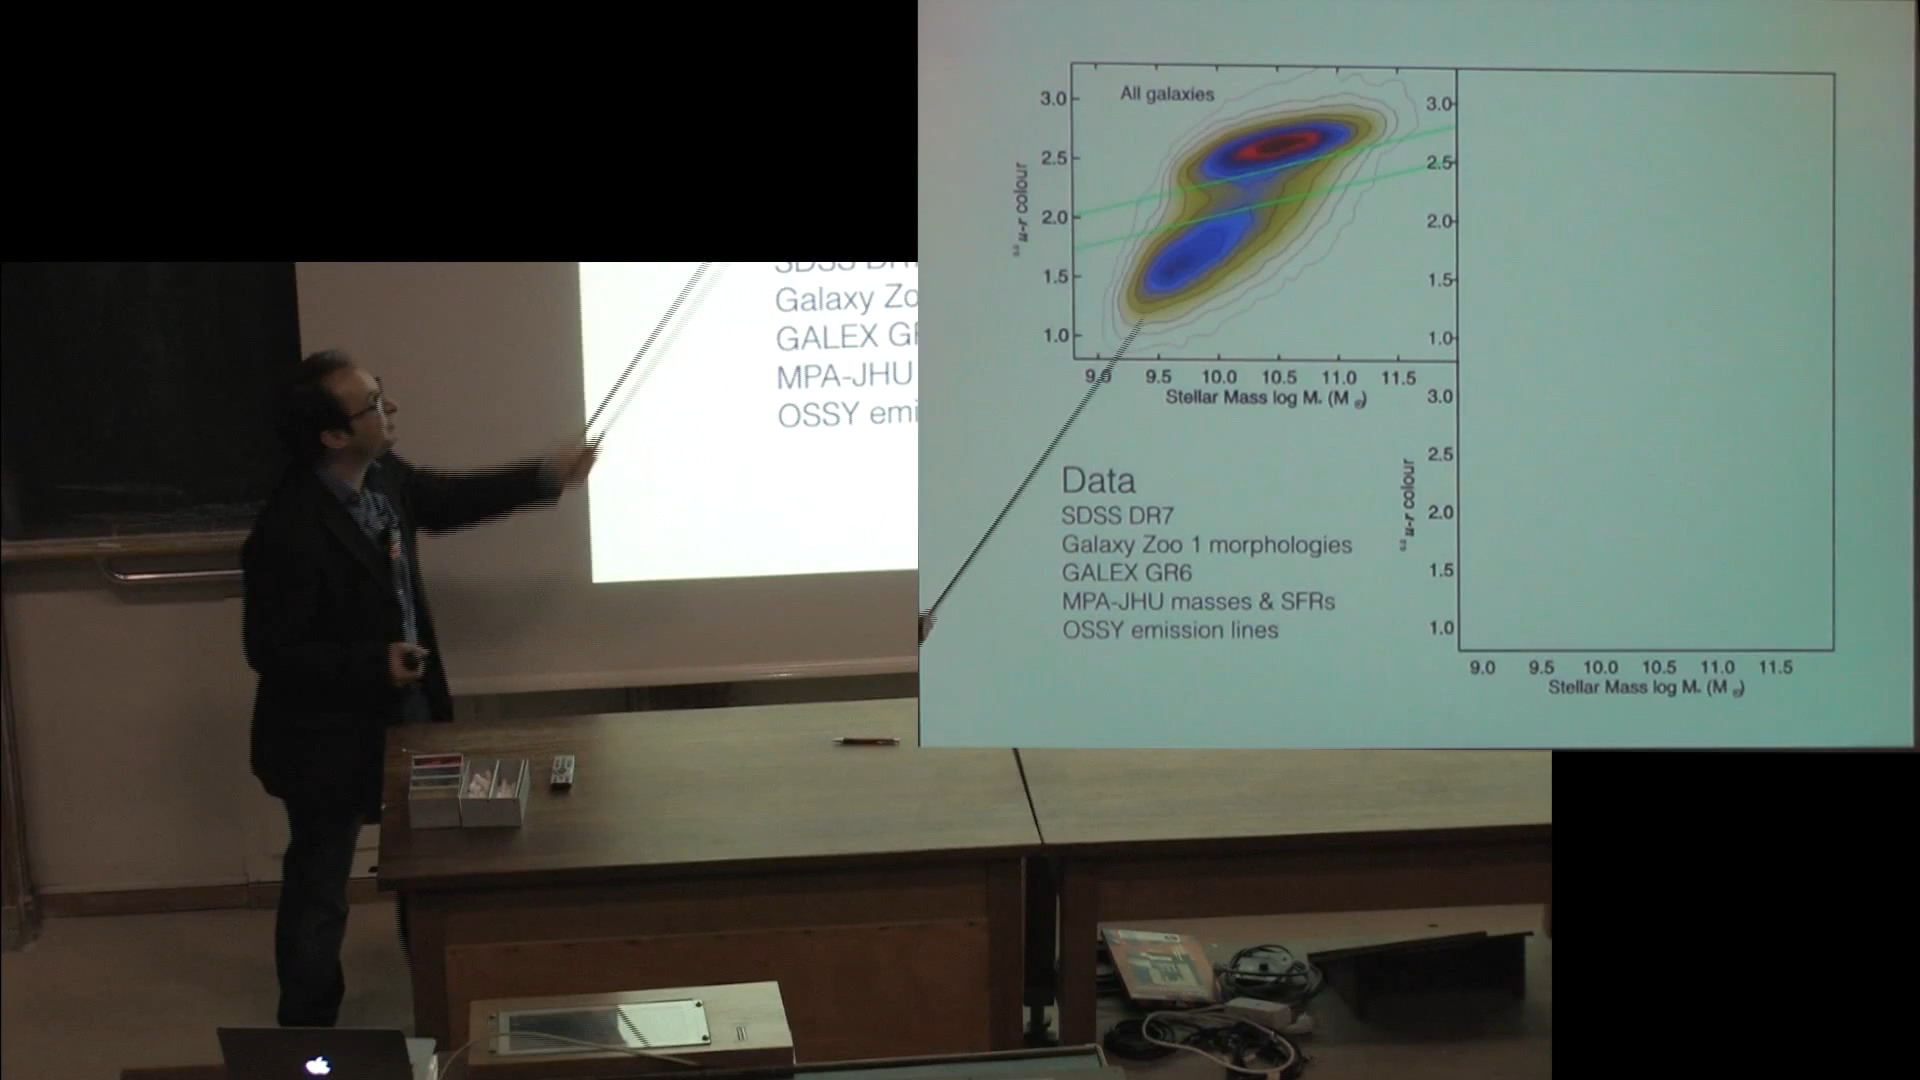 SDSS DR7
Galaxy Zo
GALEX GR
MPA-JHU
OSSY emi
All galaxies
3.0
2.5
2.0
1.5
1.0
u-r colour
9.0 9.5 10.0 10.5 11.0 11.5
Stellar Mass log M* (M⊙)
3.0
2.5
2.0
1.5
1.0
Data
SDSS DR7
Galaxy Zoo 1 morphologies
GALEX GR6
MPA-JHU masses & SFRs
OSSY emission lines
3.0
2.5
2.0
1.5
1.0
u-r colour
9.0 9.5 10.0 10.5 11.0 11.5
Stellar Mass log M* (M⊙)